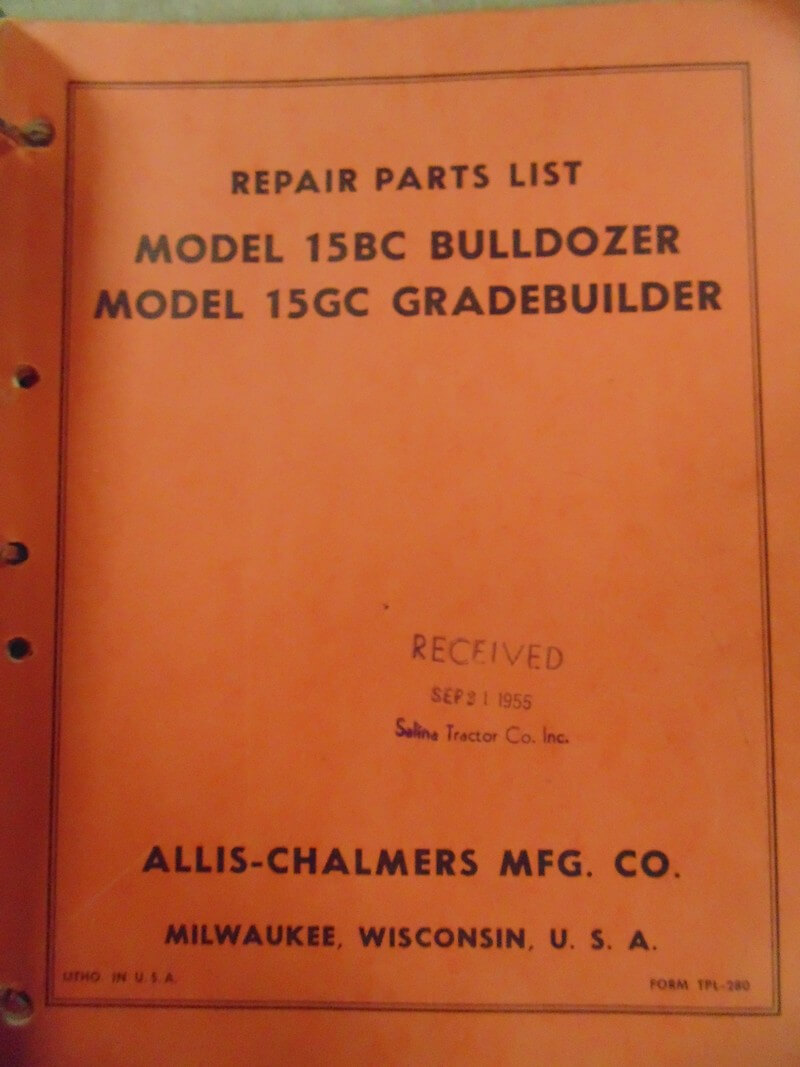 REPAIR PARTS LIST
MODEL 15BC BULLDOZER
MODEL 15GC GRADEBUILDER
RECEIVED
SEP 21 1955
Salina Tractor Co. Inc.
ALLIS-CHALMERS MFG. CO.
MILWAUKEE, WISCONSIN, U. S. A.
LITHO. IN U.S.A.
FORM TPL-280